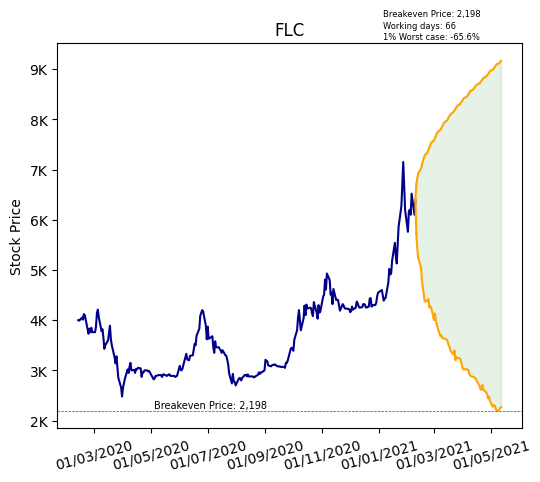 Breakeven Price: 2,198
Working days: 66
1% Worst case: -65.6%
FLC
9K
8K
7K
6K
5K
4K
3K
2K
Stock Price
Breakeven Price: 2,198
01/03/2020
01/05/2020
01/07/2020
01/09/2020
01/11/2020
01/01/2021
01/03/2021
01/05/2021